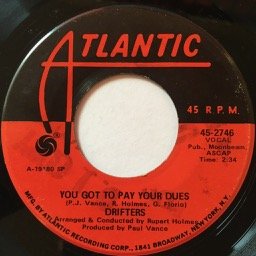 ATLANTIC
45 R.P.M.
45-2746
VOCAL
Pub., Moonbeam,
ASCAP
Time: 2:34
A-19180 SP
YOU GOT TO PAY YOUR DUES
(P.J. Vance, R. Holmes, G. Florio)
DRIFTERS
Arranged & Conducted by Rupert Holmes
Produced by Paul Vance
MFG. BY ATLANTIC RECORDING CORP., 1841 BROADWAY, NEW YORK, N.Y.